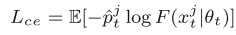 L_{ce} = \mathbb{E}[-\hat{p}_t^j \log F(x_t^j|\theta_t)]